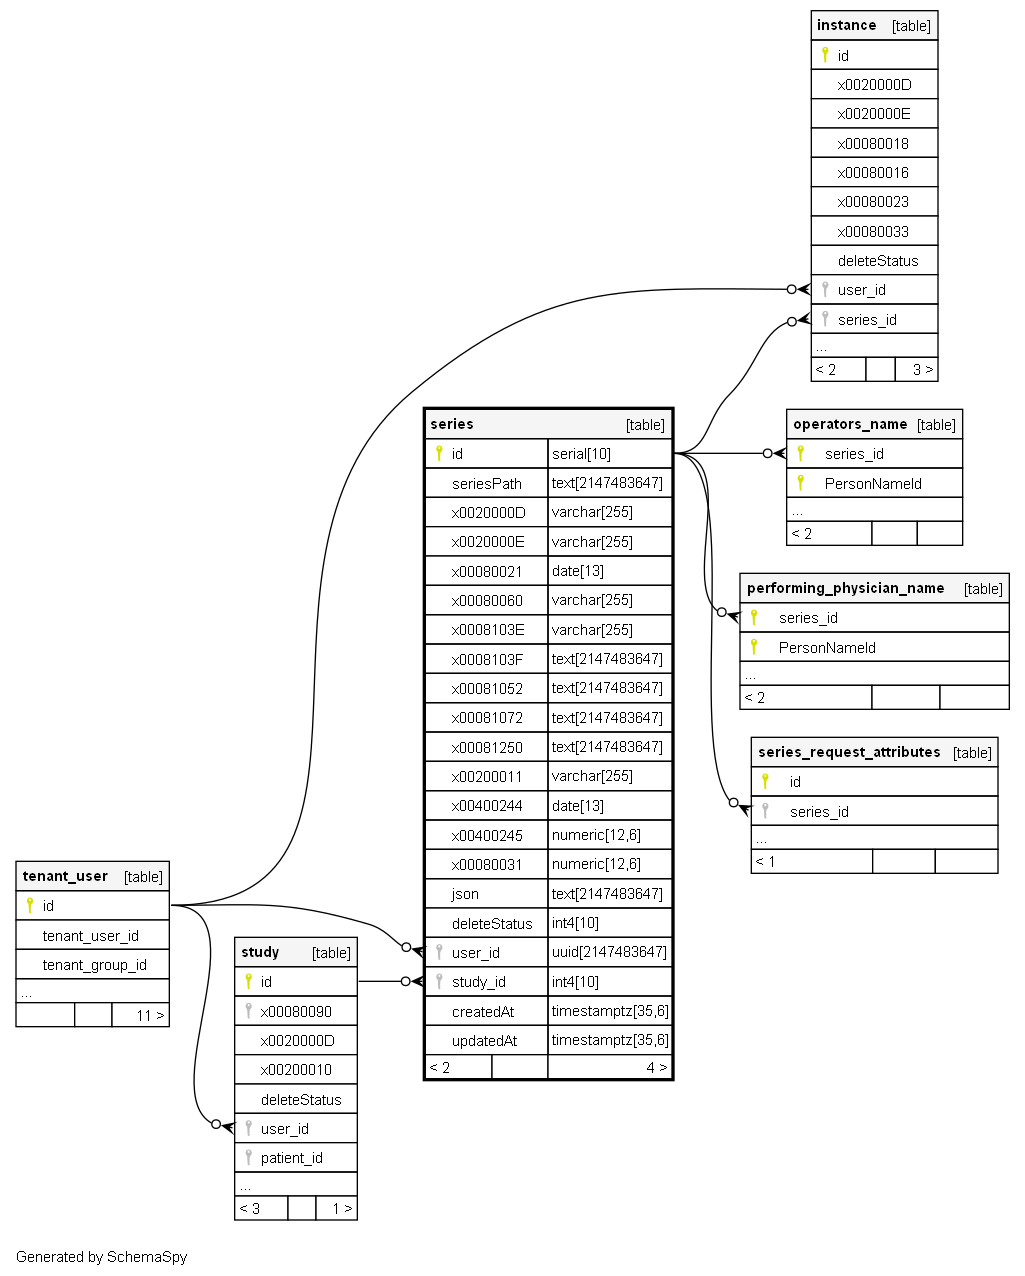 instance [table]
id
x0020000D
x0020000E
x00080018
x00080016
x00080023
x00080033
deleteStatus
user_id
series_id
...
< 2 3 >
series [table]
id serial[10]
seriesPath text[2147483647]
x0020000D varchar[255]
x0020000E varchar[255]
x00080021 date[13]
x00080060 varchar[255]
x0008103E varchar[255]
x0008103F text[2147483647]
x00081052 text[2147483647]
x00081072 text[2147483647]
x00081250 text[2147483647]
x00200011 varchar[255]
x00400244 date[13]
x00400245 numeric[12,6]
x00080031 numeric[12,6]
json text[2147483647]
deleteStatus int4[10]
user_id uuid[2147483647]
study_id int4[10]
createdAt timestamptz[35,6]
updatedAt timestamptz[35,6]
< 2 4 >
operators_name [table]
series_id
PersonNameId
...
< 2
performing_physician_name [table]
series_id
PersonNameId
...
< 2
series_request_attributes [table]
id
series_id
...
< 1
tenant_user [table]
id
tenant_user_id
tenant_group_id
...
11 >
study [table]
id
x00080090
x0020000D
x00200010
deleteStatus
user_id
patient_id
...
< 3 1 >
Generated by SchemaSpy